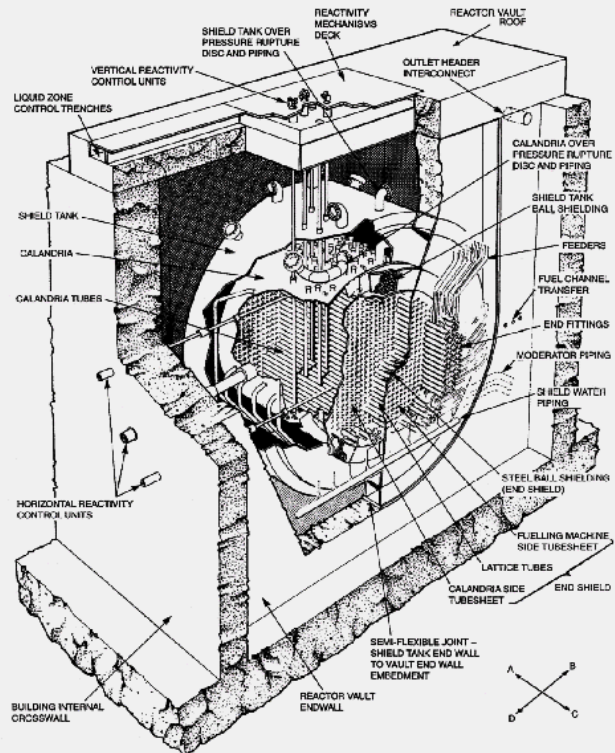 SHIELD TANK OVER
PRESSURE RUPTURE
DISC AND PIPING
REACTIVITY
MECHANISMS
DECK
REACTOR VAULT
ROOF
VERTICAL REACTIVITY
CONTROL UNITS
OUTLET HEADER
INTERCONNECT
LIQUID ZONE
CONTROL TRENCHES
CALANDRIA OVER
PRESSURE RUPTURE
DISC AND PIPING
SHIELD TANK
BALL SHIELDING
SHIELD TANK
FEEDERS
CALANDRIA
FUEL CHANNEL
TRANSFER
CALANDRIA TUBES
END FITTINGS
MODERATOR PIPING
SHIELD WATER
PIPING
STEEL BALL SHIELDING
(END SHIELD)
HORIZONTAL REACTIVITY
CONTROL UNITS
FUELLING MACHINE
SIDE TUBESHEET
LATTICE TUBES
END SHIELD
CALANDRIA SIDE
TUBESHEET
SEMI-FLEXIBLE JOINT –
SHIELD TANK END WALL
TO VAULT END WALL
EMBEDMENT
BUILDING INTERNAL
CROSSWALL
REACTOR VAULT
ENDWALL
A
B
D
C